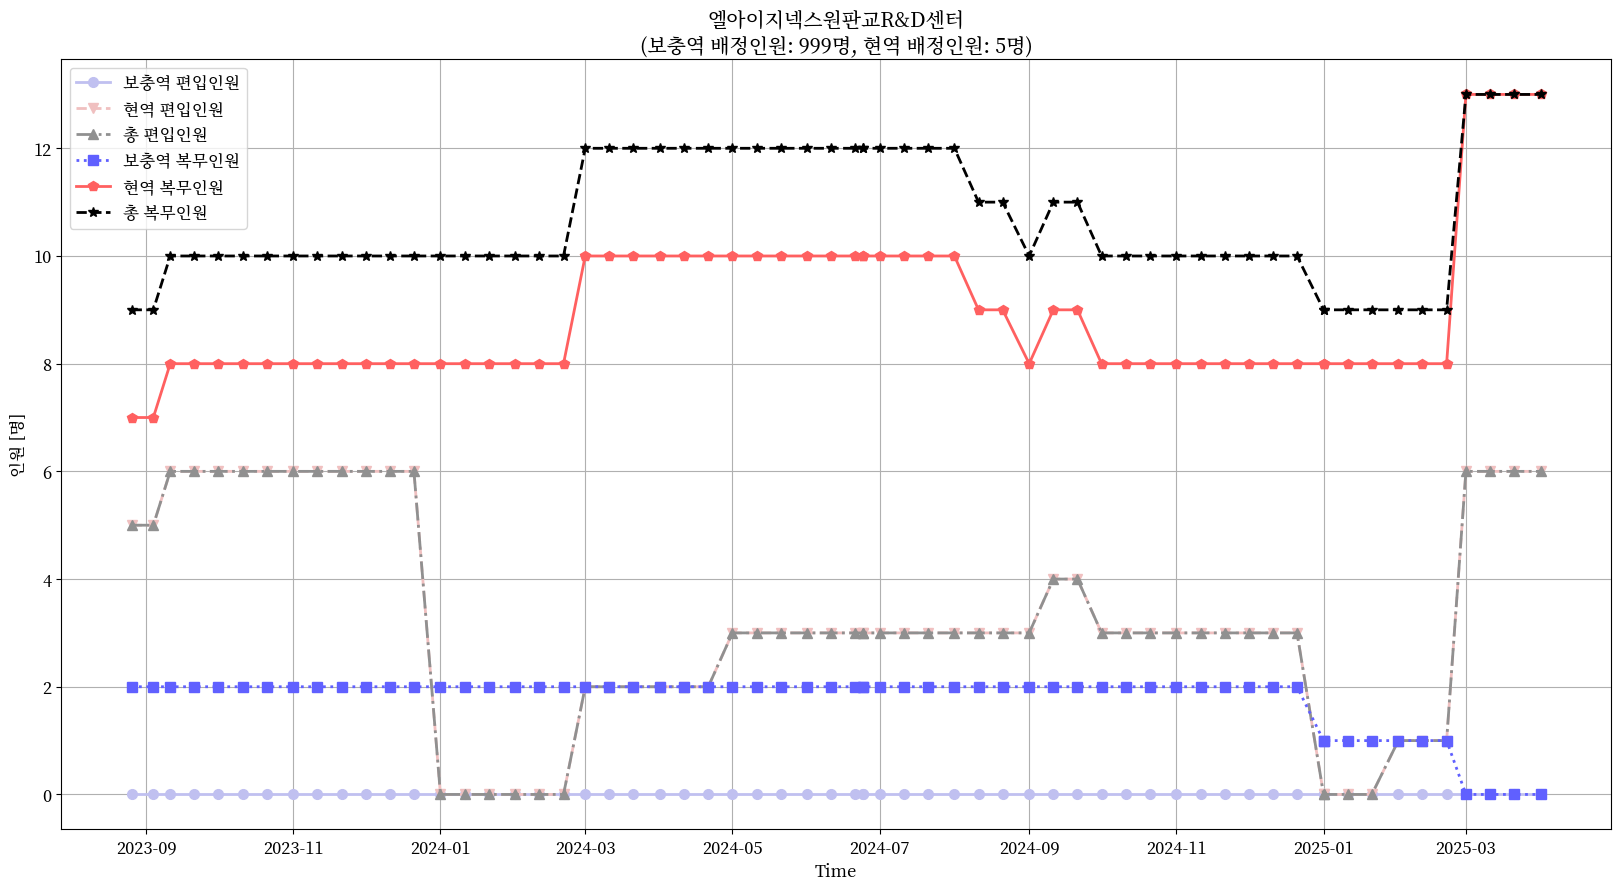 엘아이지넥스원판교R&D센터
(보충역 배정인원: 999명, 현역 배정인원: 5명)
보충역 편입인원
현역 편입인원
총 편입인원
보충역 복무인원
현역 복무인원
총 복무인원
인원 [명]
12
10
8
6
4
2
0
2023-09
2023-11
2024-01
2024-03
2024-05
2024-07
2024-09
2024-11
2025-01
2025-03
Time